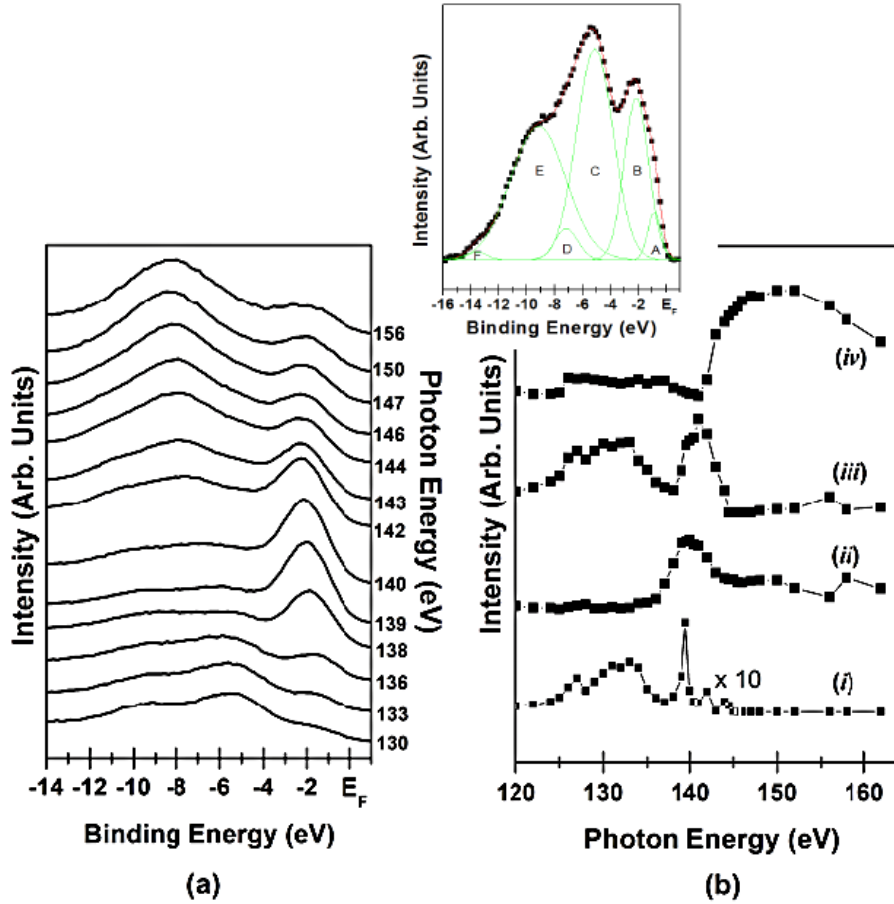 Intensity (Arb. Units)
E
C
B
D
A
F
-16 -14 -12 -10 -8 -6 -4 -2 E_F
Binding Energy (eV)
156
150
147
146
144
143
142
140
139
138
136
133
130
Intensity (Arb. Units)
Photon Energy (eV)
-14 -12 -10 -8 -6 -4 -2 E_F
Binding Energy (eV)
(a)
Intensity (Arb. Units)
(iv)
(iii)
(ii)
x 10
(i)
120 130 140 150 160
Photon Energy (eV)
(b)